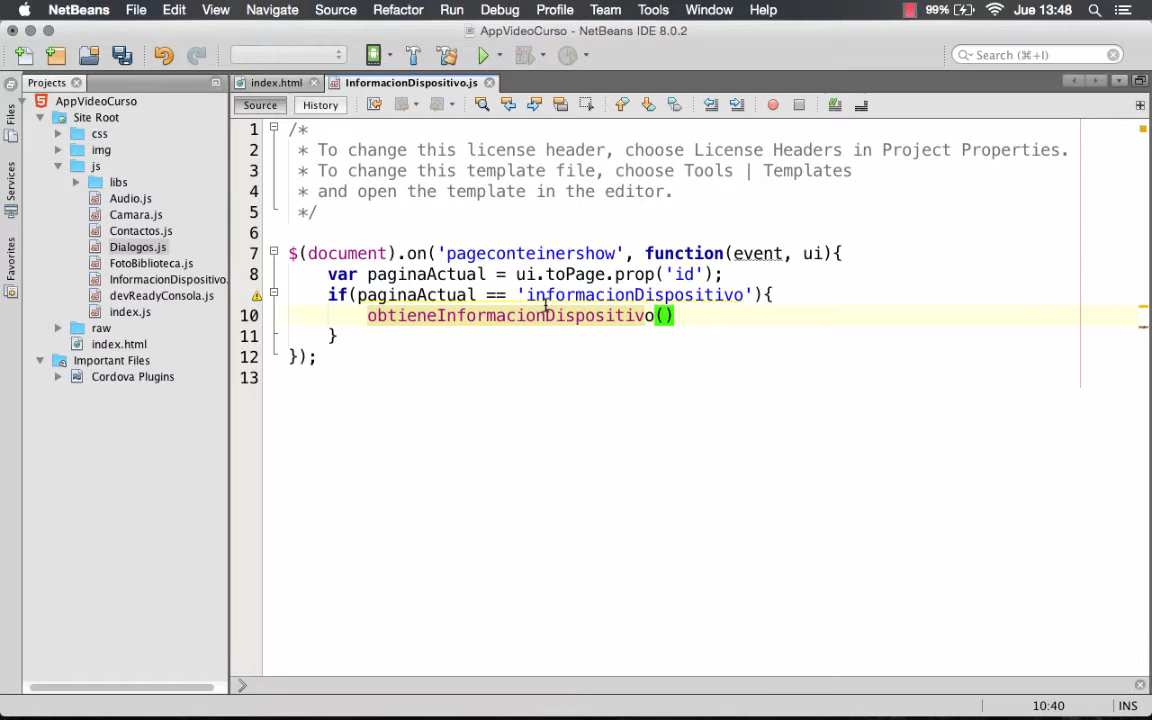 NetBeans File Edit View Navigate Source Refactor Run Debug Profile Team Tools Window Help 99% Jue 13:48
AppVideoCurso - NetBeans IDE 8.0.2
Search (⌘+I)
Projects
index.html
InformacionDispositivo.js
Source
History
Files
Services
Favorites
AppVideoCurso
Site Root
css
img
js
libs
Audio.js
Camara.js
Contactos.js
Dialogos.js
FotoBiblioteca.js
InformacionDispositivo.
devReadyConsola.js
index.js
raw
index.html
Important Files
Cordova Plugins
1 /*
2 * To change this license header, choose License Headers in Project Properties.
3 * To change this template file, choose Tools | Templates
4 * and open the template in the editor.
5 */
6
7 $(document).on('pageconteinershow', function(event, ui){
8 var paginaActual = ui.toPage.prop('id');
if(paginaActual == 'informacionDispositivo'){
10 obtieneInformacionDispositivo()
11 }
12 });
13
10:40
INS